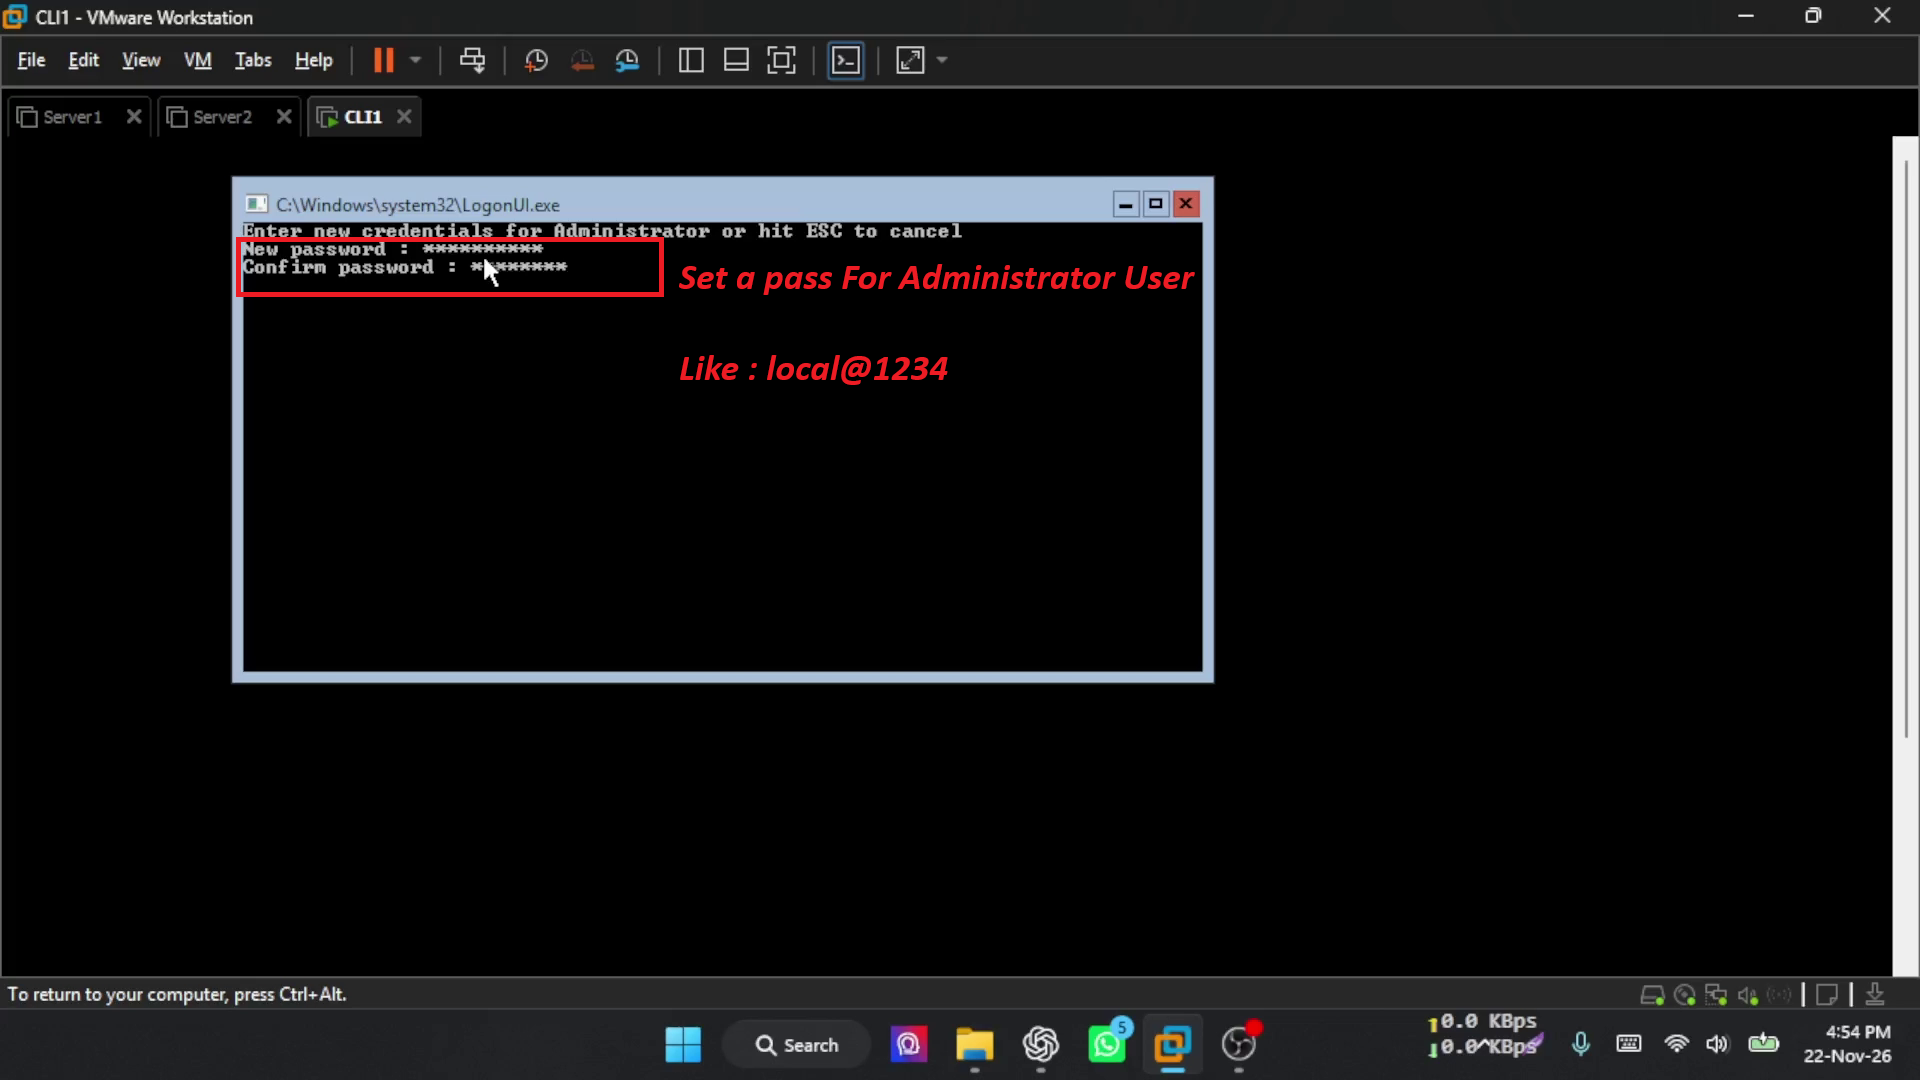 CLI1 - VMware Workstation
File Edit View VM Tabs Help
Server1 Server2 CLI1
C:\Windows\system32\LogonUI.exe
Enter new credentials for Administrator or hit ESC to cancel
New password : **********
Confirm password : ********
Set a pass For Administrator User
Like : local@1234
To return to your computer, press Ctrl+Alt.
Search
5
0.0 KBps
0.0 KBps
4:54 PM
22-Nov-26